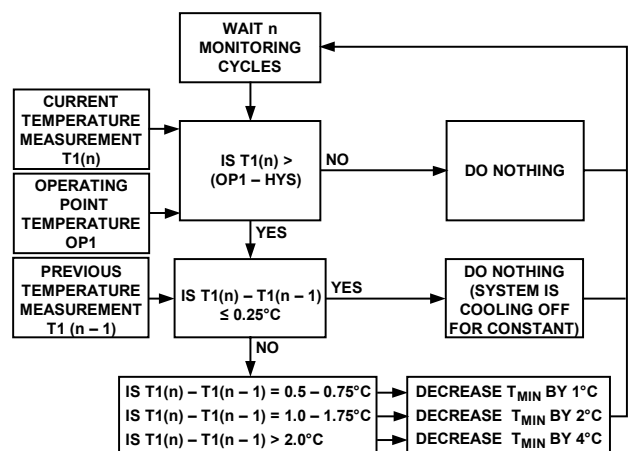 WAIT n
MONITORING
CYCLES
CURRENT
TEMPERATURE
MEASUREMENT
T1(n)
IS T1(n) >
(OP1 – HYS)
NO
DO NOTHING
OPERATING
POINT
TEMPERATURE
OP1
YES
PREVIOUS
TEMPERATURE
MEASUREMENT
T1 (n – 1)
IS T1(n) – T1(n – 1)
≤ 0.25°C
YES
DO NOTHING
(SYSTEM IS
COOLING OFF
FOR CONSTANT)
NO
IS T1(n) – T1(n – 1) = 0.5 – 0.75°C
DECREASE TMIN BY 1°C
IS T1(n) – T1(n – 1) = 1.0 – 1.75°C
DECREASE TMIN BY 2°C
IS T1(n) – T1(n – 1) > 2.0°C
DECREASE TMIN BY 4°C